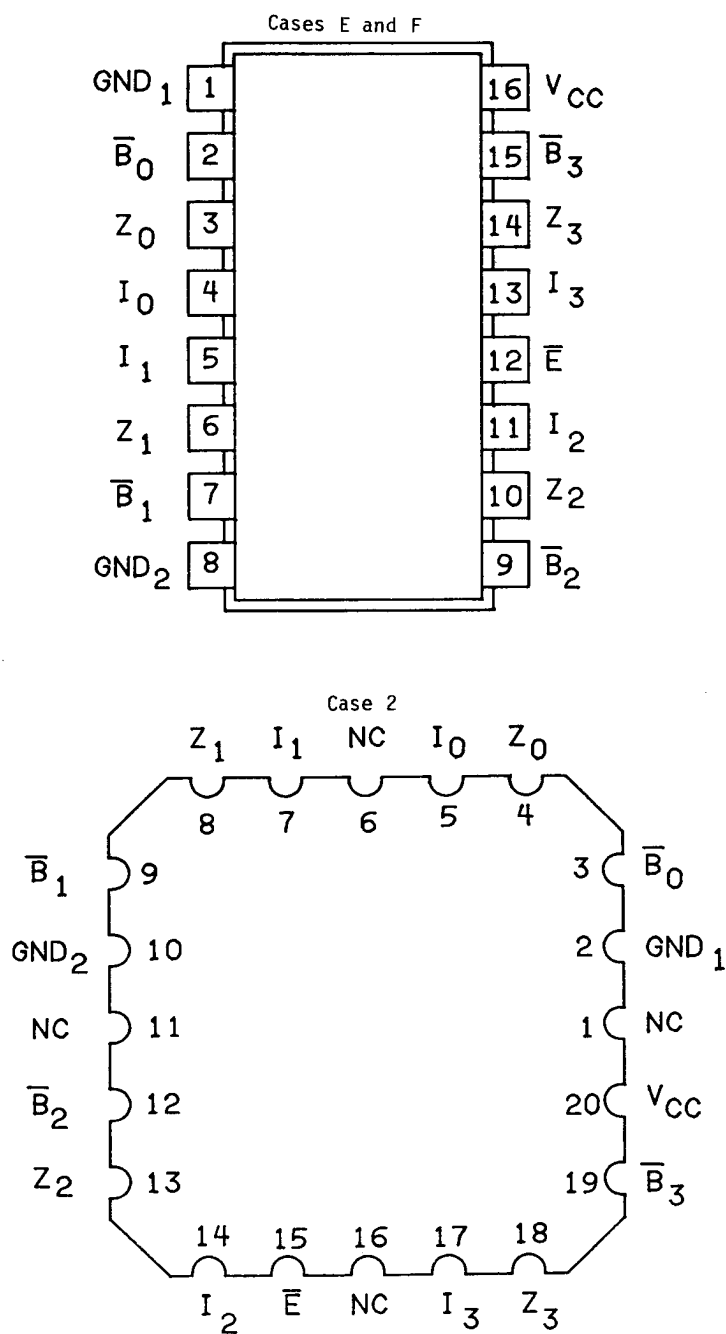 Cases E and F
GND₁ 1 16 V_CC
B̅₀ 2 15 B̅₃
Z₀ 3 14 Z₃
I₀ 4 13 I₃
I₁ 5 12 E̅
Z₁ 6 11 I₂
B̅₁ 7 10 Z₂
GND₂ 8 9 B̅₂
Case 2
Z₁ I₁ NC I₀ Z₀
8 7 6 5 4
B̅₁ 9 3 B̅₀
GND₂ 10 2 GND₁
NC 11 1 NC
B̅₂ 12 20 V_CC
Z₂ 13 19 B̅₃
14 15 16 17 18
I₂ E̅ NC I₃ Z₃